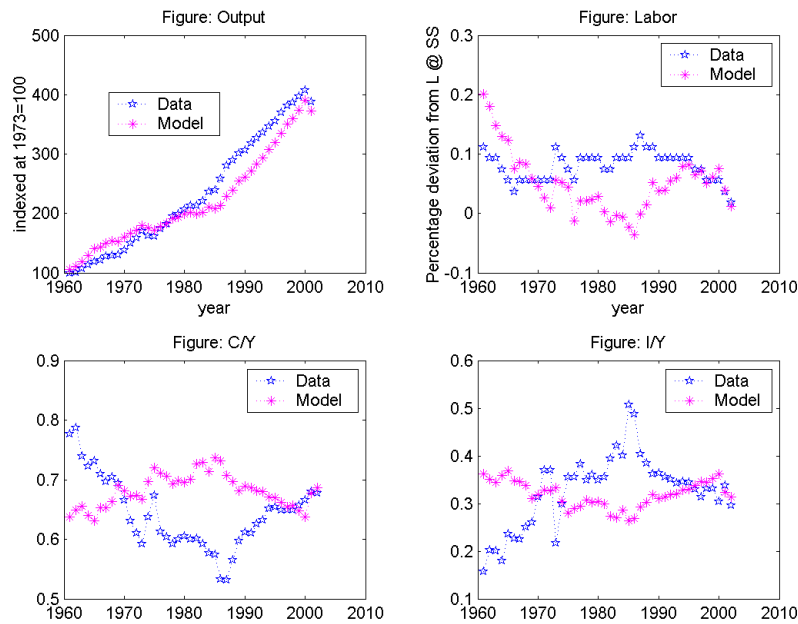 Figure: Output
500
400
300
200
100
1960
1970
1980
1990
2000
2010
indexed at 1973=100
year
Data
Model
Figure: Labor
0.3
0.2
0.1
0
-0.1
1960
1970
1980
1990
2000
2010
Percentage deviation from L @ SS
year
Data
Model
Figure: C/Y
0.9
0.8
0.7
0.6
0.5
1960
1970
1980
1990
2000
2010
Data
Model
Figure: I/Y
0.6
0.5
0.4
0.3
0.2
0.1
1960
1970
1980
1990
2000
2010
Data
Model